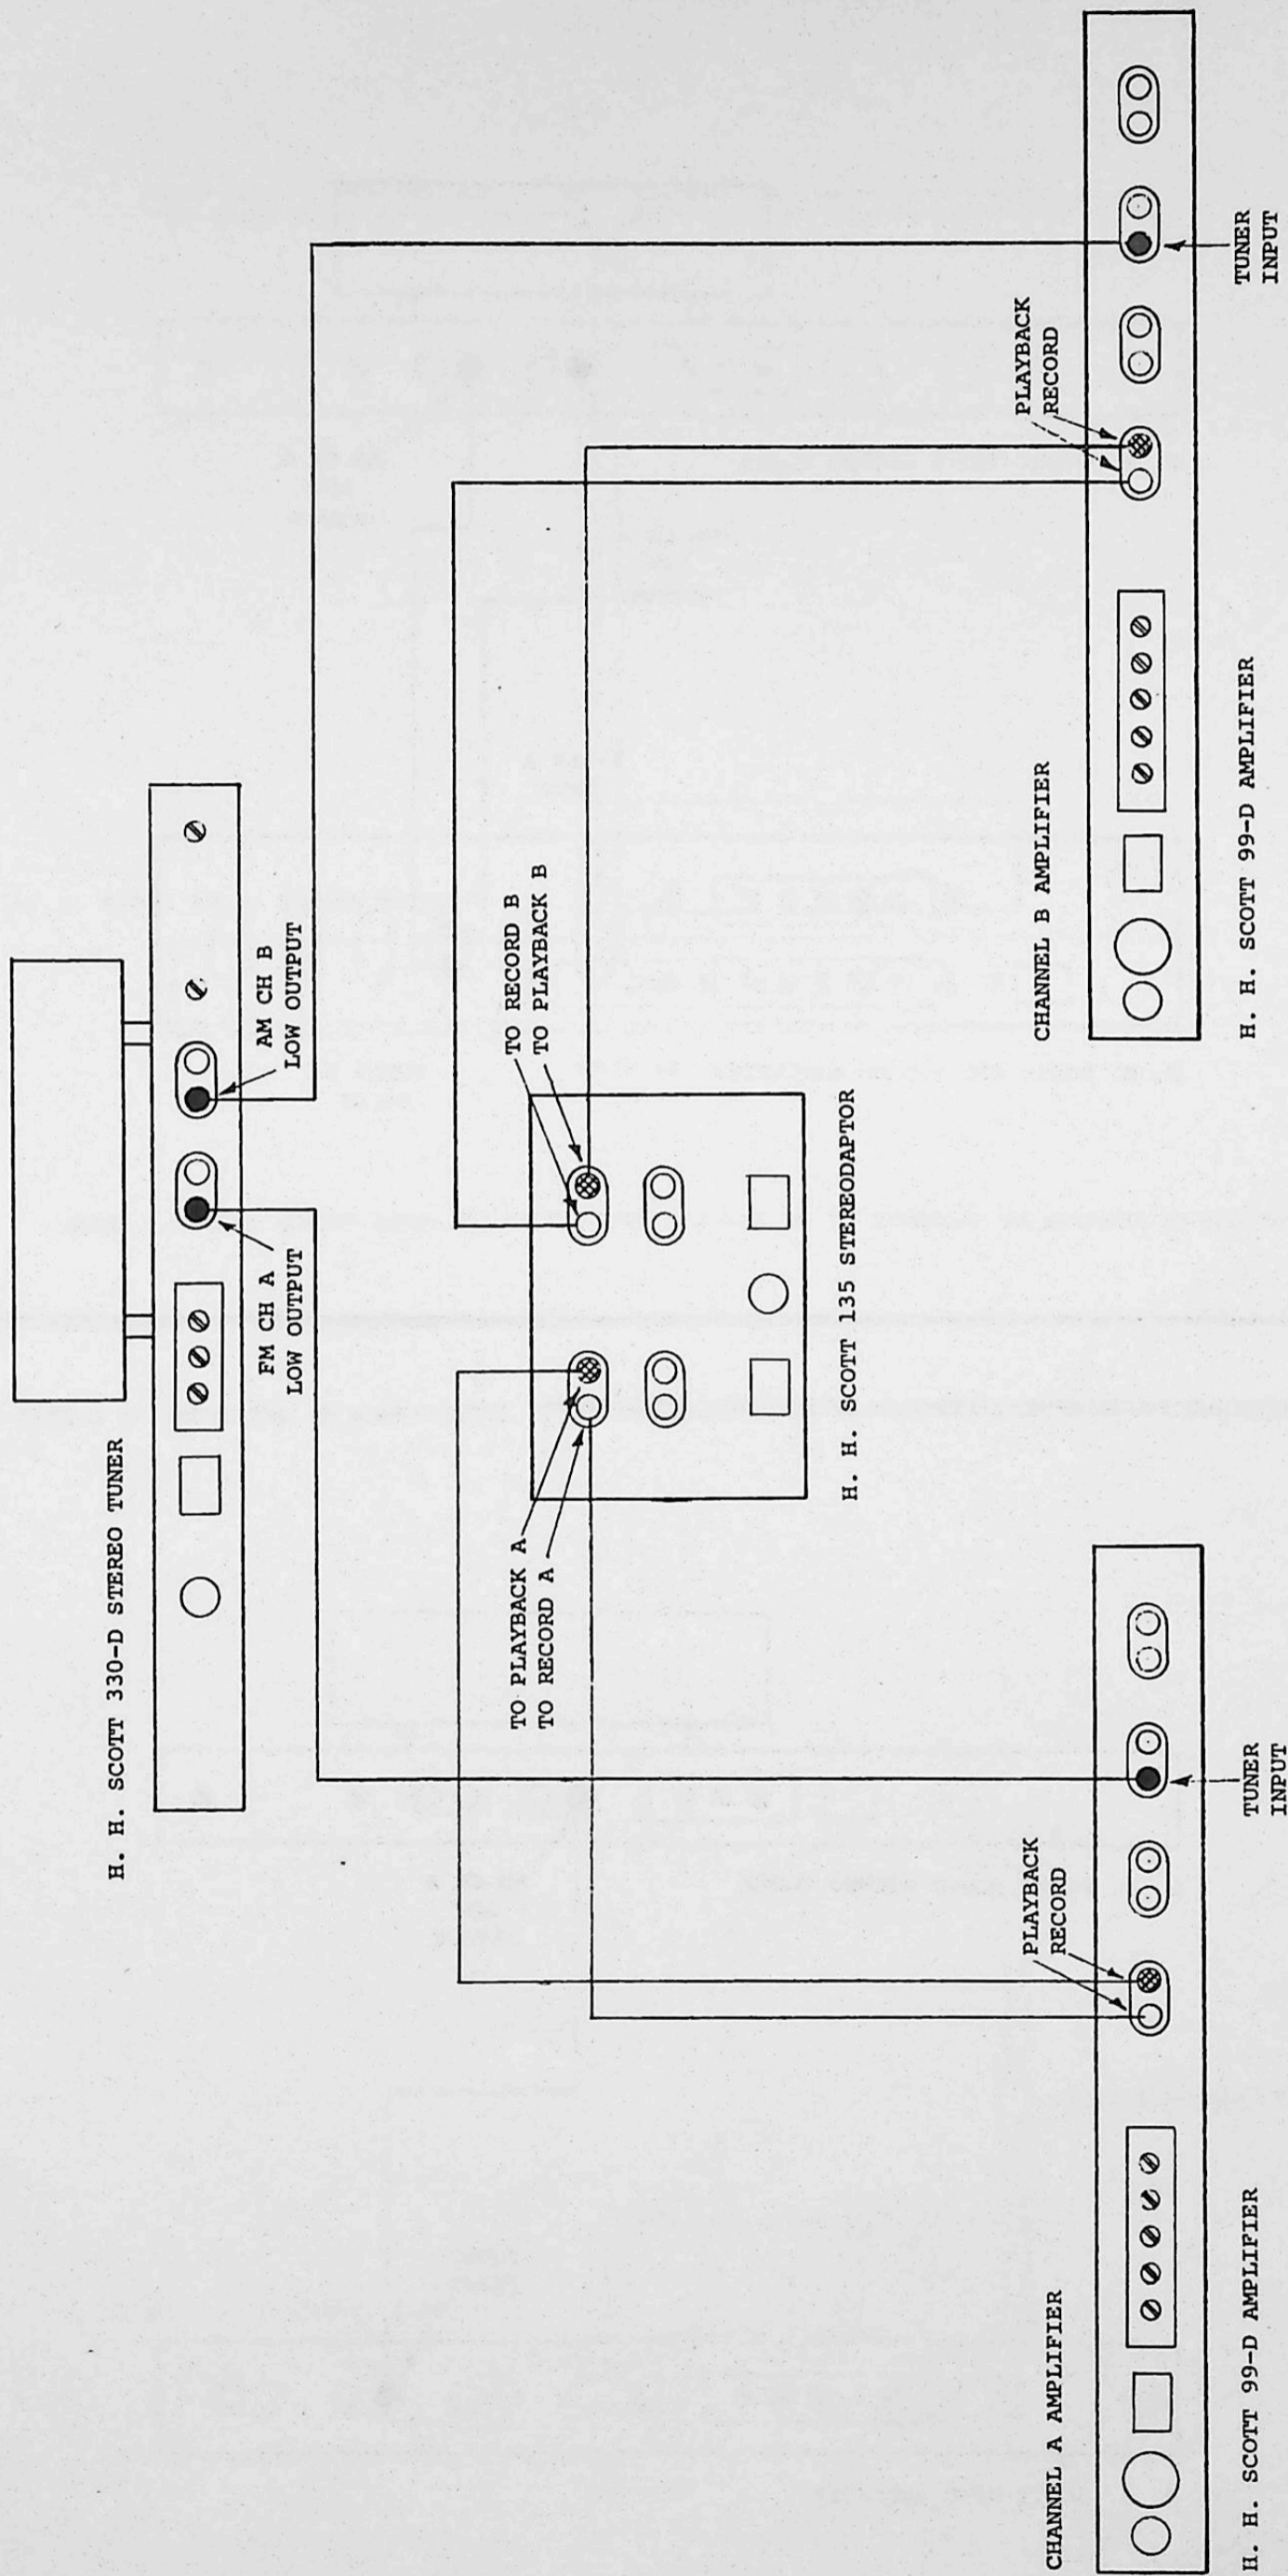 H. H. SCOTT 330-D STEREO TUNER
FM CH A
LOW OUTPUT
AM CH B
LOW OUTPUT
TO PLAYBACK A
TO RECORD A
TO RECORD B
TO PLAYBACK B
H. H. SCOTT 135 STEREODAPTOR
CHANNEL A AMPLIFIER
PLAYBACK
RECORD
TUNER
INPUT
H. H. SCOTT 99-D AMPLIFIER
CHANNEL B AMPLIFIER
PLAYBACK
RECORD
TUNER
INPUT
H. H. SCOTT 99-D AMPLIFIER